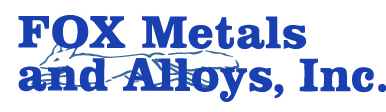 FOX Metals
and Alloys, Inc.